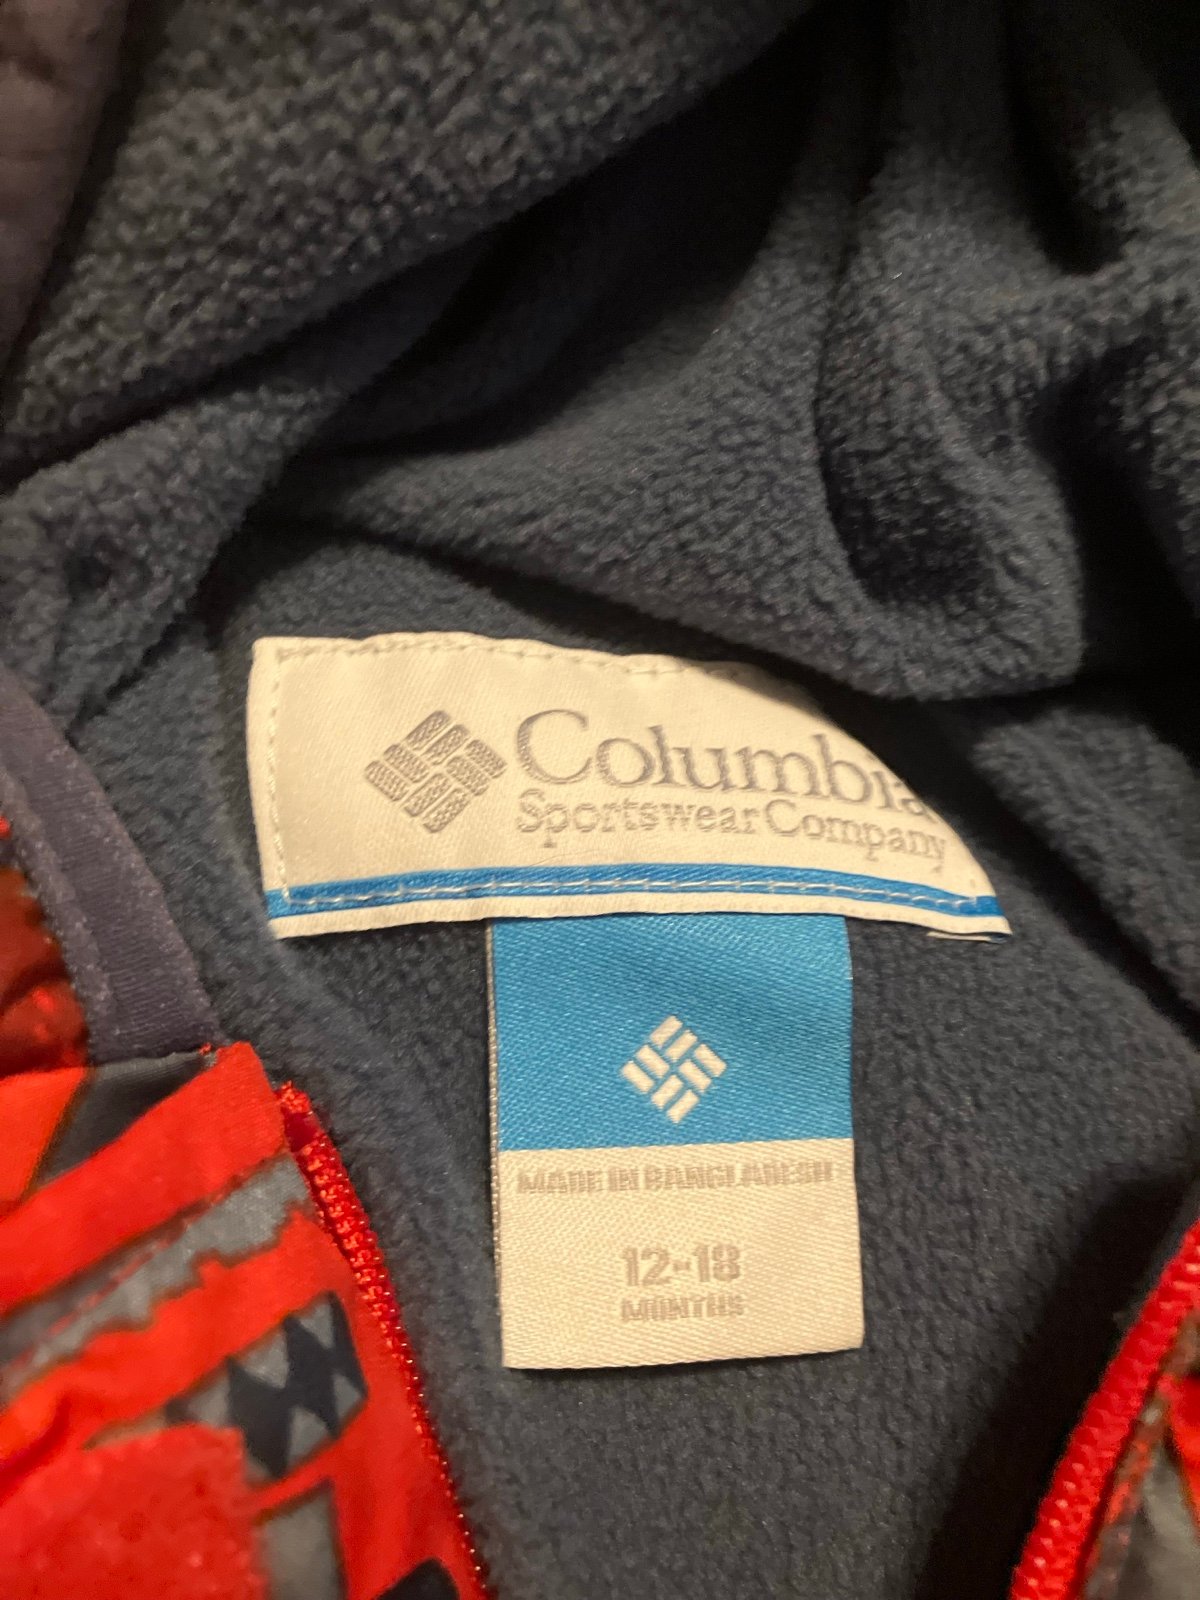 Columbia
Sportswear Company
MADE IN BANGLADESH
12-18
MONTHS